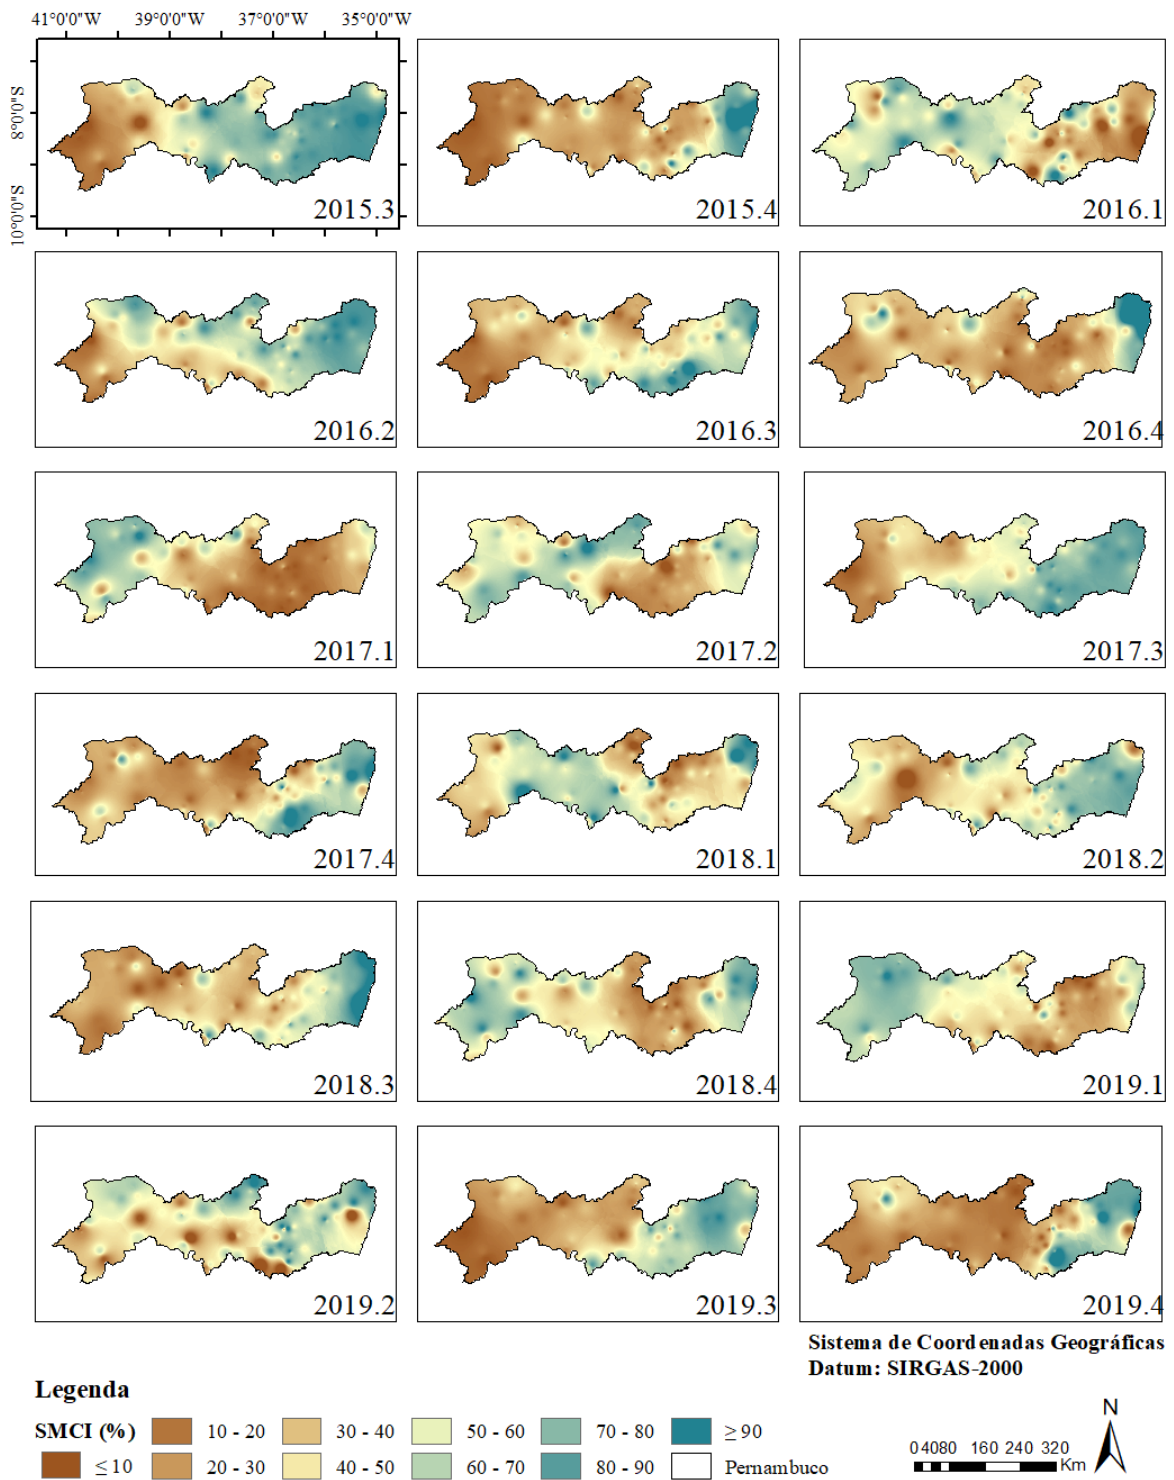 41°0'0"W 39°0'0"W 37°0'0"W 35°0'0"W
8°0'0"S
10°0'0"S
2015.3 2015.4 2016.1
2016.2 2016.3 2016.4
2017.1 2017.2 2017.3
2017.4 2018.1 2018.2
2018.3 2018.4 2019.1
2019.2 2019.3 2019.4
Sistema de Coordenadas Geográficas
Datum: SIRGAS-2000
Legenda
SMCI (%) 10 - 20 30 - 40 50 - 60 70 - 80 ≥ 90
≤ 10 20 - 30 40 - 50 60 - 70 80 - 90 Pernambuco
N
0 40 80 160 240 320
Km